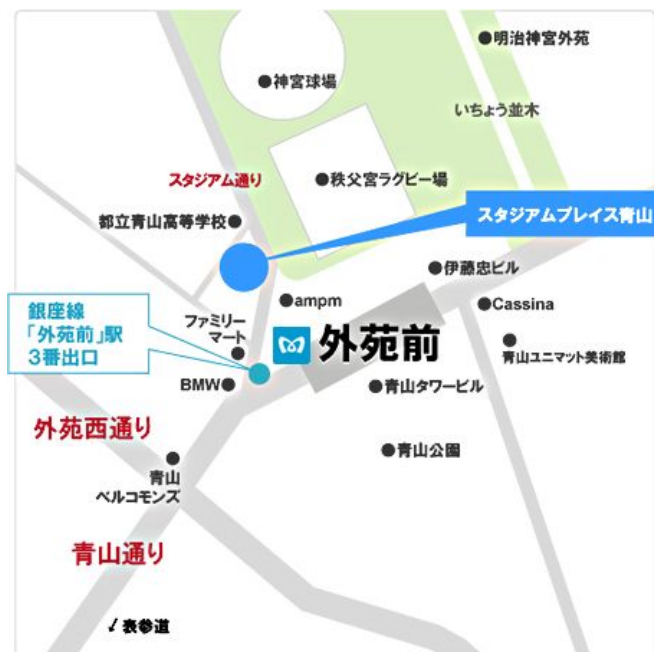 ●明治神宮外苑
●神宮球場
いちょう並木
スタジアム通り
●秩父宮ラグビー場
都立青山高等学校●
スタジアムプレイス青山
●伊藤忠ビル
銀座線
「外苑前」駅
3番出口
●ampm
●Cassina
ファミリー
マート●
外苑前
●
青山ユニマット美術館
BMW●
●青山タワービル
外苑西通り
●青山公園
●
青山
ベルコモンズ
青山通り
↙表参道